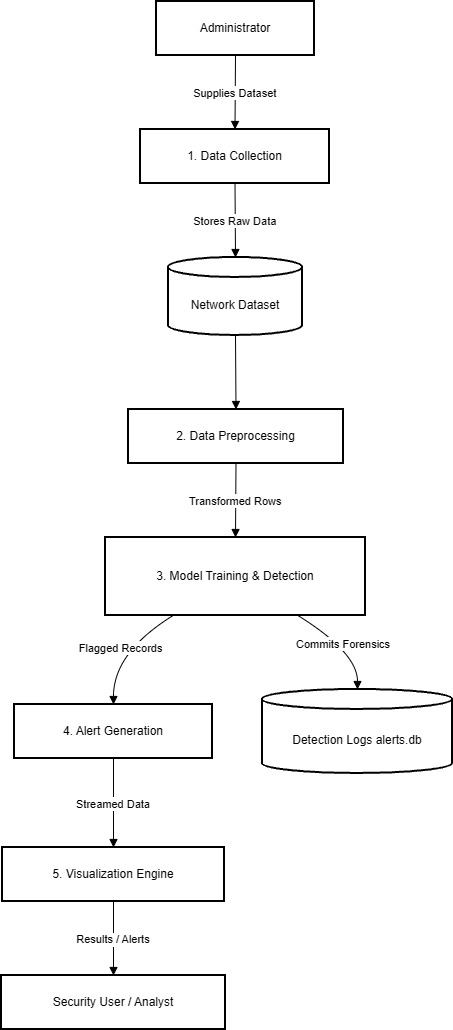 Administrator
Supplies Dataset
1. Data Collection
Stores Raw Data
Network Dataset
2. Data Preprocessing
Transformed Rows
3. Model Training & Detection
Flagged Records
Commits Forensics
4. Alert Generation
Detection Logs alerts.db
Streamed Data
5. Visualization Engine
Results / Alerts
Security User / Analyst